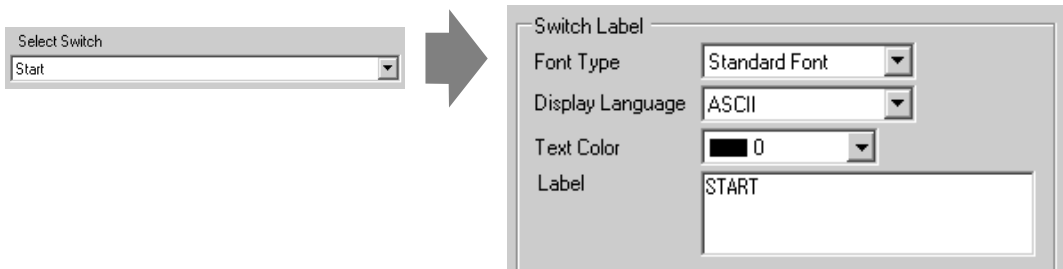 Select Switch
Start
Switch Label
Font Type Standard Font
Display Language ASCII
Text Color 0
Label START